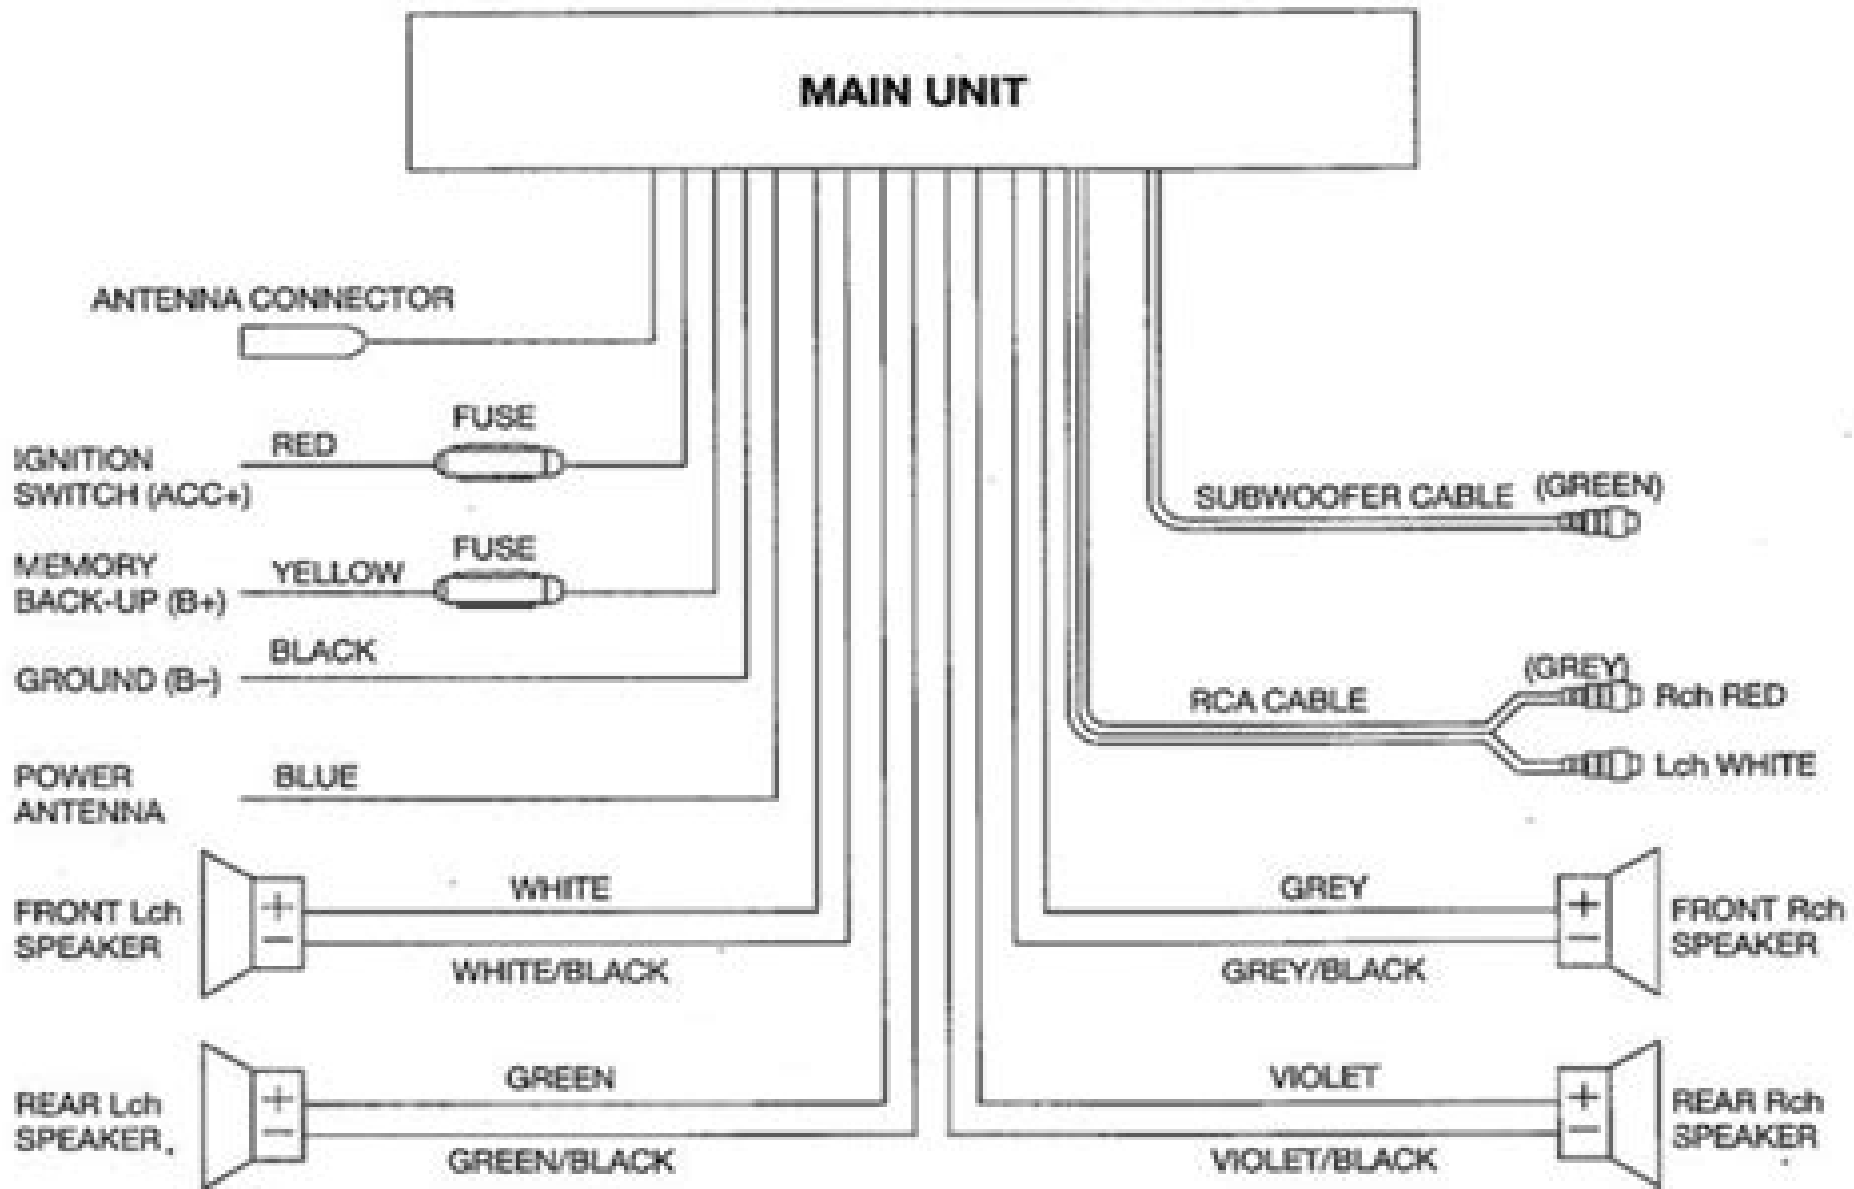 MAIN UNIT
ANTENNA CONNECTOR
FUSE
RED
IGNITION
SWITCH (ACC+)
FUSE
YELLOW
MEMORY
BACK-UP (B+)
BLACK
GROUND (B-)
BLUE
POWER
ANTENNA
WHITE
FRONT Lch
SPEAKER
+
-
WHITE/BLACK
GREEN
REAR Lch
SPEAKER
+
-
GREEN/BLACK
SUBWOOFER CABLE (GREEN)
(GREY)
RCA CABLE
Rch RED
Lch WHITE
GREY
+
-
FRONT Rch
SPEAKER
GREY/BLACK
VIOLET
+
-
REAR Rch
SPEAKER
VIOLET/BLACK